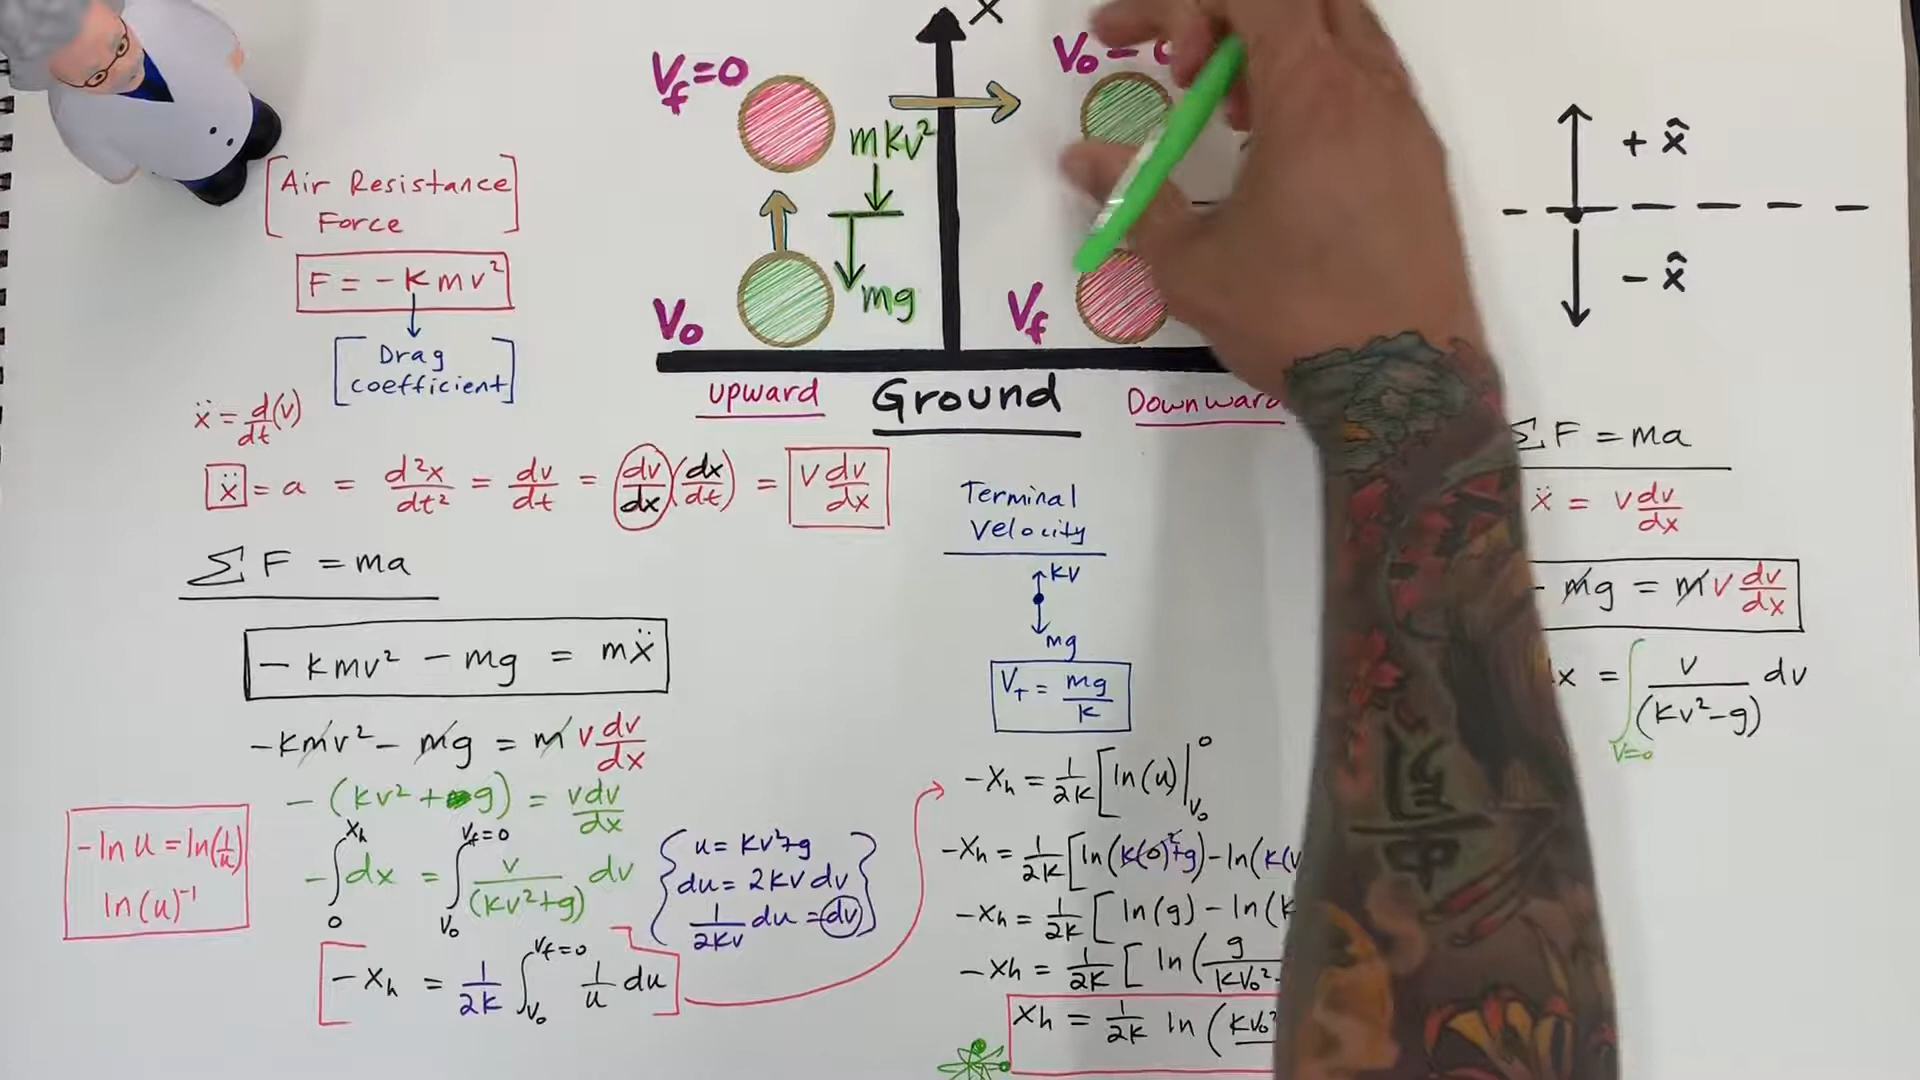 X
V_f=0
V_0 =
mkv²
mg
V_0
V_f
+ x̂
- x̂
[Air Resistance
Force]
F = - k m v²
[Drag
coefficient]
upward
Ground
Downward
ẍ = d/dt (v)
ẍ = a = d²x/dt² = dv/dt = (dv/dx)(dx/dt) = v dv/dx
ΣF = ma
- kmv² - mg = mẍ
- kmv² - mg = m v dv/dx
- (kv² + g) = vdv/dx
- ∫_0^{X_h} dx = ∫_{V_0}^{V_f=0} v/(kv²+g) dv
-ln u = ln(1/u)
ln(u)⁻¹
{u = kv²+g
du = 2kv dv
1/2kv du = dv}
- X_h = 1/2k ∫_{V_0}^{V_f=0} 1/u du
Terminal
Velocity
kv
mg
V_T = mg/k
-X_h = 1/2k [ln(u)|_{V_0}^0
-X_h = 1/2k [ln(k(0)²+g) - ln(k(v
-X_h = 1/2k [ ln(g) - ln(k
-X_h = 1/2k [ ln(g/kv_0²
X_h = 1/2k ln (kv_0²
ΣF = ma
ẍ = v dv/dx
- mg = m v dv/dx
x = ∫_{v=0} v/(kv²-g) dv